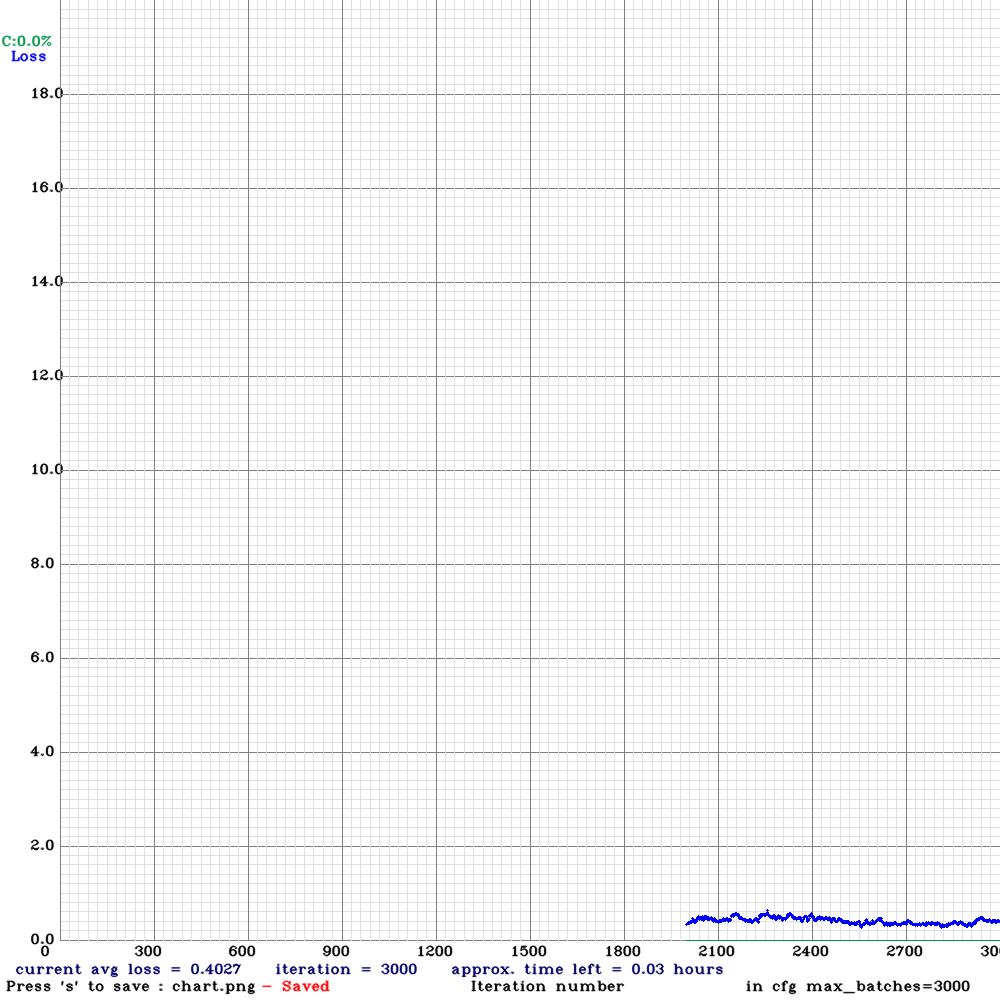 C:0.0%
Loss
18.0
16.0
14.0
12.0
10.0
8.0
6.0
4.0
2.0
0.0
0 300 600 900 1200 1500 1800 2100 2400 2700 300
current avg loss = 0.4027 iteration = 3000 approx. time left = 0.03 hours
Press 's' to save : chart.png - Saved Iteration number in cfg max_batches=3000